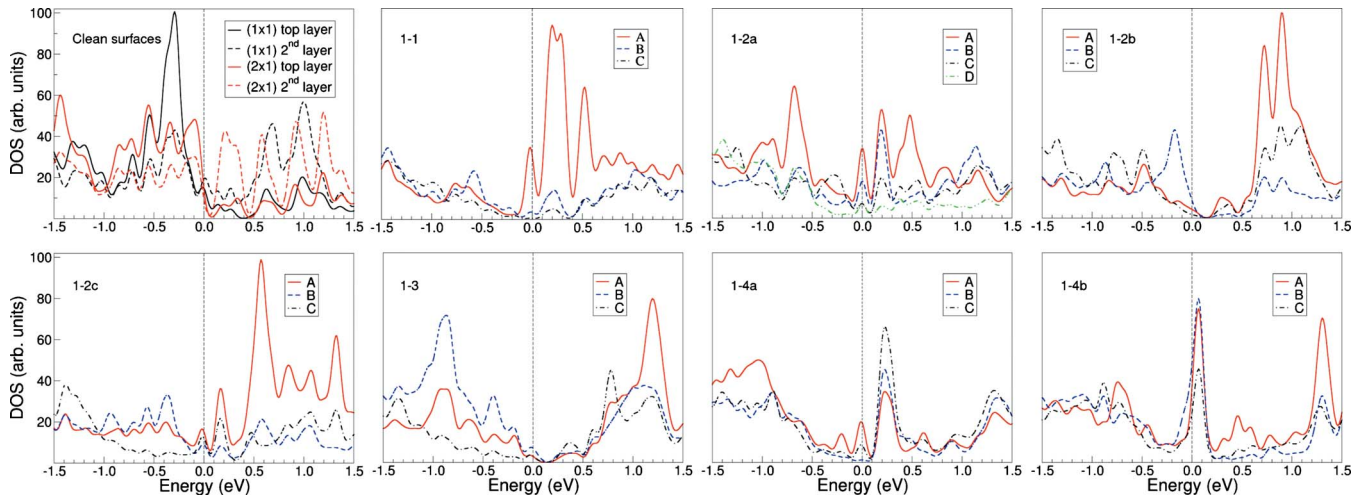 DOS (arb. units)
100
80
60
40
20
Clean surfaces
(1x1) top layer
(1x1) 2nd layer
(2x1) top layer
(2x1) 2nd layer
-1.5 -1.0 -0.5 0.0 0.5 1.0 1.5
1-1
A
B
C
-1.5 -1.0 -0.5 0.0 0.5 1.0 1.5
1-2a
A
B
C
D
-1.5 -1.0 -0.5 0.0 0.5 1.0 1.5
1-2b
A
B
C
-1.5 -1.0 -0.5 0.0 0.5 1.0 1.5
DOS (arb. units)
100
80
60
40
20
1-2c
A
B
C
-1.5 -1.0 -0.5 0.0 0.5 1.0 1.5
Energy (eV)
1-3
A
B
C
-1.5 -1.0 -0.5 0.0 0.5 1.0 1.5
Energy (eV)
1-4a
A
B
C
-1.5 -1.0 -0.5 0.0 0.5 1.0 1.5
Energy (eV)
1-4b
A
B
C
-1.5 -1.0 -0.5 0.0 0.5 1.0 1.5
Energy (eV)